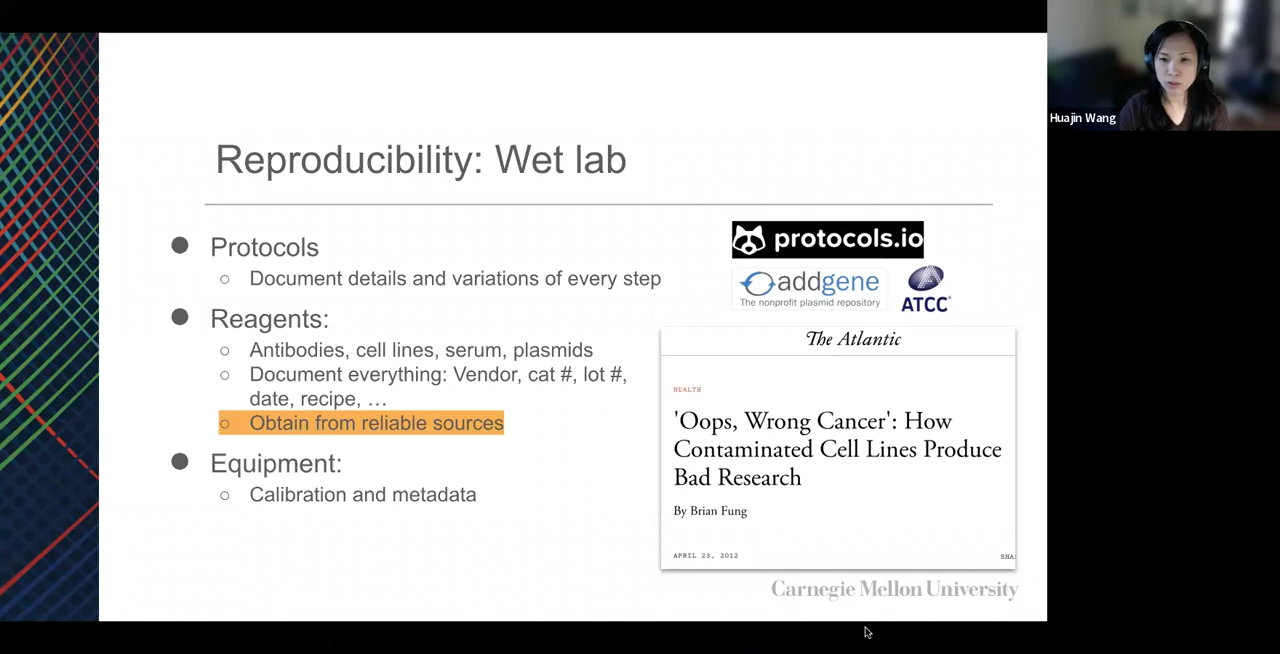 Huajin Wang
Reproducibility: Wet lab
● Protocols
○ Document details and variations of every step
● Reagents:
○ Antibodies, cell lines, serum, plasmids
○ Document everything: Vendor, cat #, lot #,
date, recipe, …
○ Obtain from reliable sources
● Equipment:
○ Calibration and metadata
protocols.io
addgene
The nonprofit plasmid repository
ATCC®
The Atlantic
HEALTH
'Oops, Wrong Cancer': How
Contaminated Cell Lines Produce
Bad Research
By Brian Fung
APRIL 23, 2012
SHA
Carnegie Mellon University